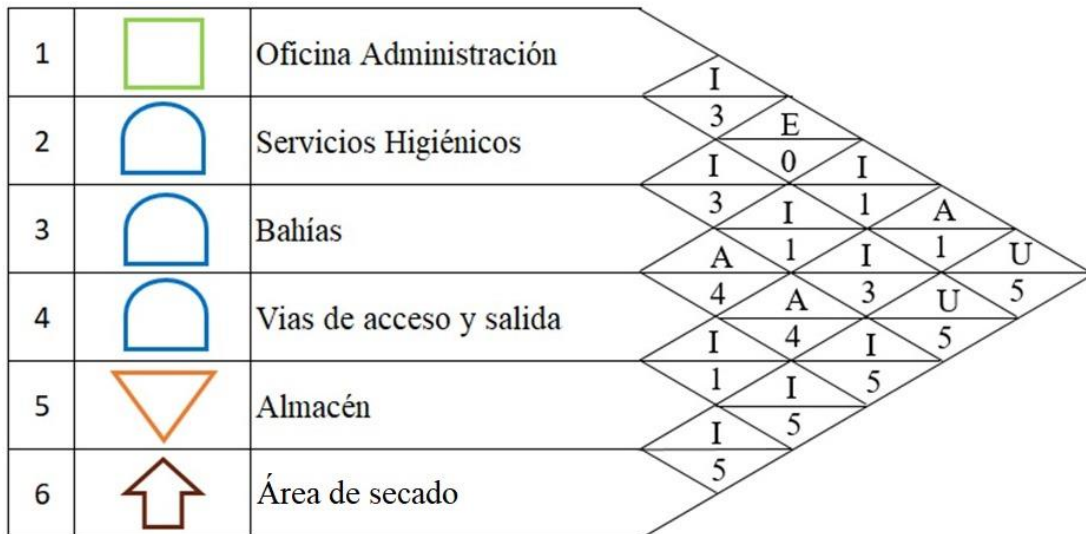 1 Oficina Administración
I
3 E
2 Servicios Higiénicos
I 0 I
3 I 1 A
3 Bahías
A 1 I 1 U
4 A 3 U 5
4 Vias de acceso y salida
I 4 I 5
1 I 5
5 Almacén
I 5
5
6 Área de secado